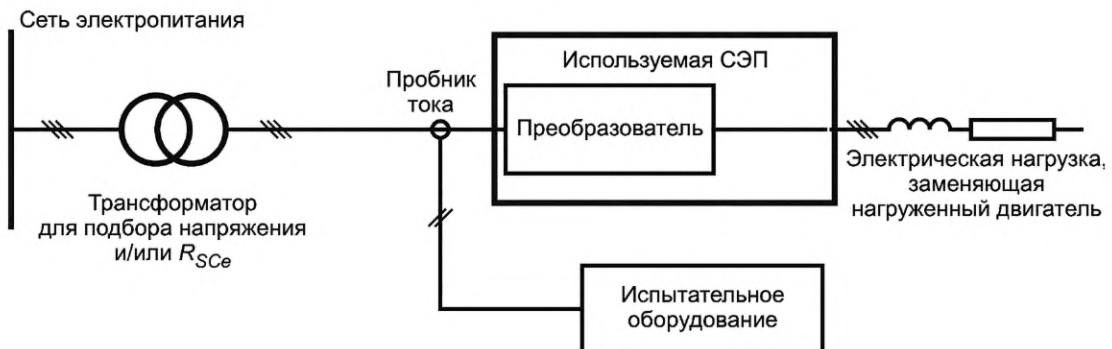 Сеть электропитания
Используемая СЭП
Пробник
тока
Преобразователь
Электрическая нагрузка,
заменяющая
нагруженный двигатель
Трансформатор
для подбора напряжения
и/или R_SCe
Испытательное
оборудование